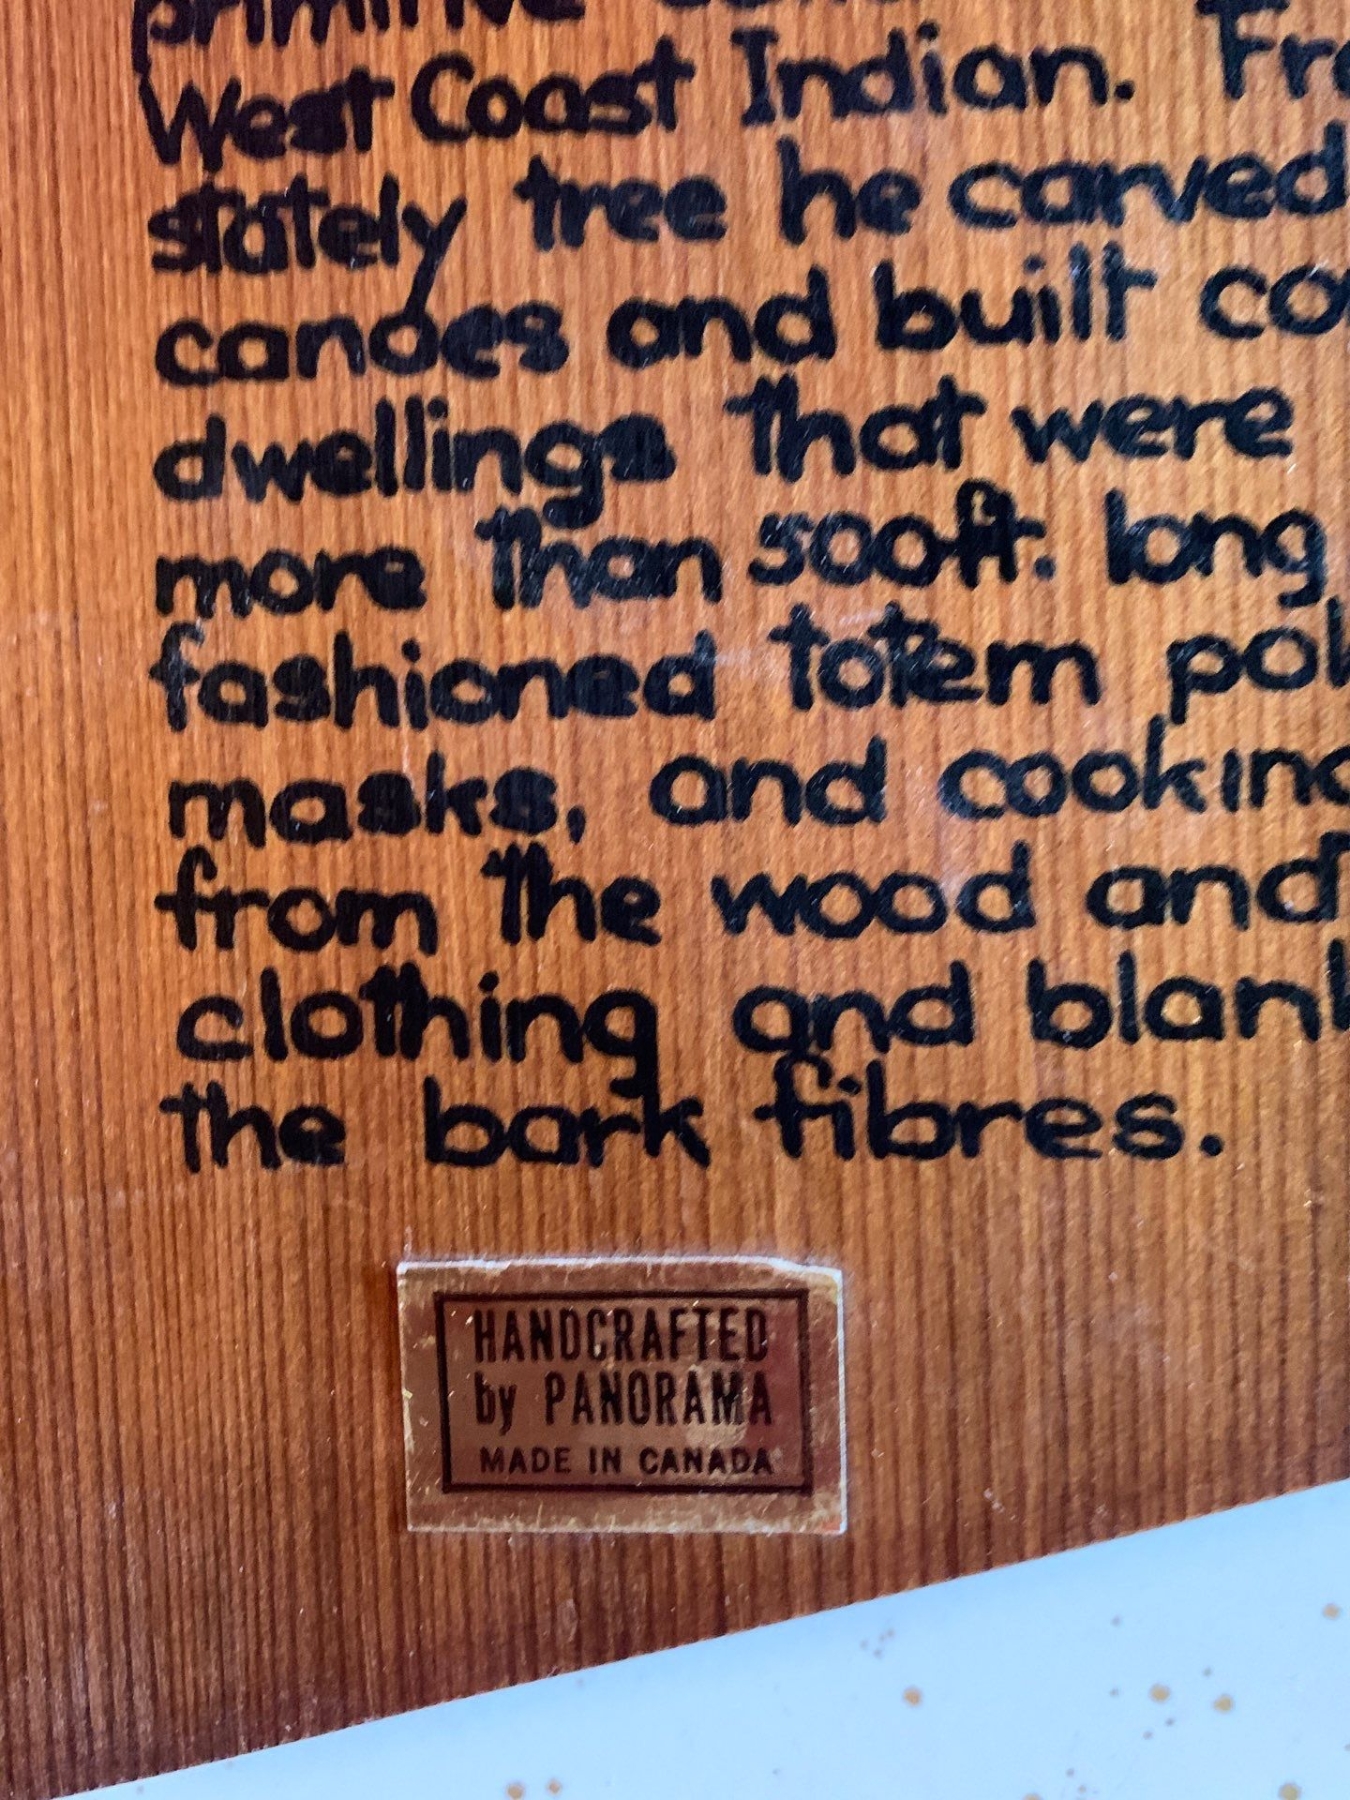 primitive
West Coast Indian.
stately tree he carved
canoes and built
dwellings that were
more than 500ft. long
fashioned totem
masks, and
from the wood and
clothing and
the bark fibres.
HANDCRAFTED
by PANORAMA
MADE IN CANADA